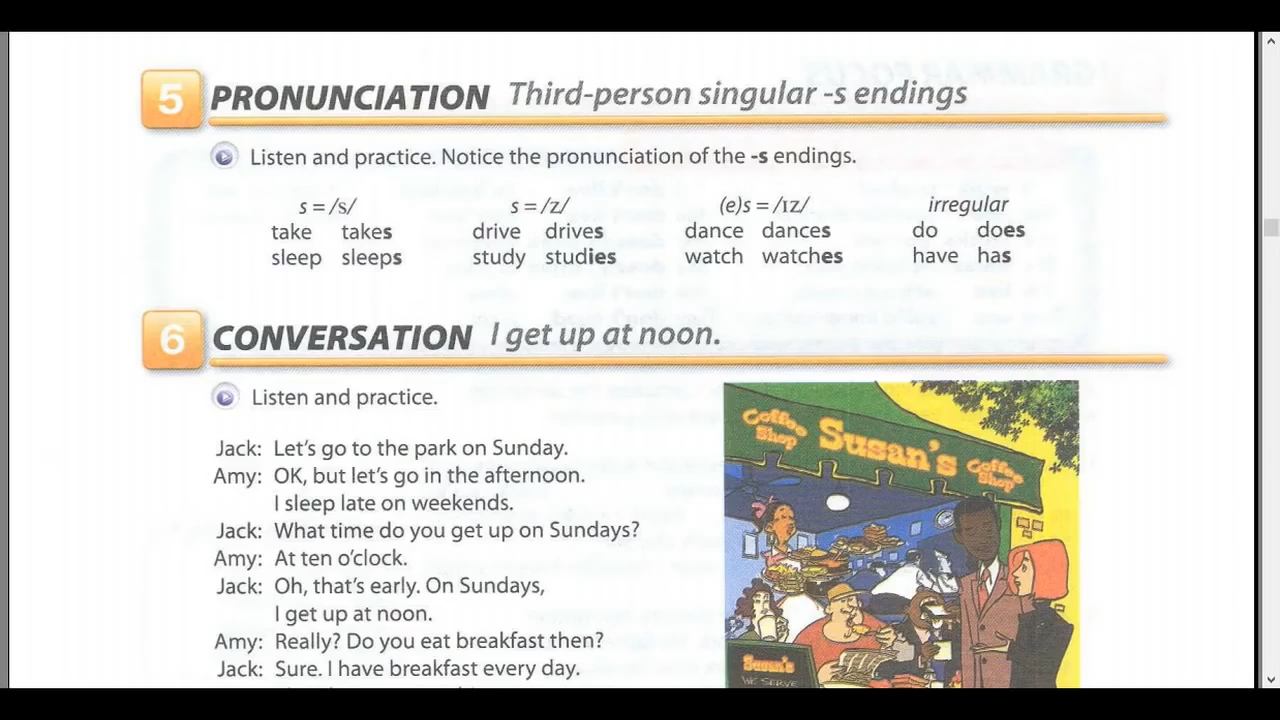 5 PRONUNCIATION Third-person singular -s endings
Listen and practice. Notice the pronunciation of the -s endings.
s = /s/ s = /z/ (e)s = /ɪz/ irregular
take takes drive drives dance dances do does
sleep sleeps study studies watch watches have has
6 CONVERSATION I get up at noon.
Listen and practice.
Jack: Let's go to the park on Sunday.
Amy: OK, but let's go in the afternoon.
I sleep late on weekends.
Jack: What time do you get up on Sundays?
Amy: At ten o'clock.
Jack: Oh, that's early. On Sundays,
I get up at noon.
Amy: Really? Do you eat breakfast then?
Jack: Sure. I have breakfast every day.
Coffee Shop Susan's Coffee Shop
Susan's
WE SERVE